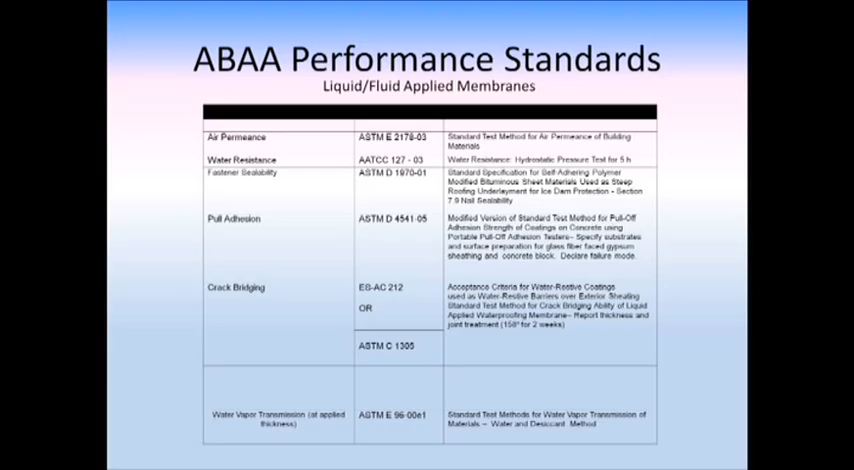 ABAA Performance Standards
Liquid/Fluid Applied Membranes
Air Permeance ASTM E 2178-03 Standard Test Method for Air Permeance of Building
Materials
Water Resistance AATCC 127 - 03 Water Resistance: Hydrostatic Pressure Test for 5 h
Fastener Sealability ASTM D 1970-01 Standard Specification for Self-Adhering Polymer
Modified Bituminous Sheet Materials Used as Steep
Roofing Underlayment for Ice Dam Protection - Section
7.9 Nail Sealability
Pull Adhesion ASTM D 4541-05 Modified Version of Standard Test Method for Pull-Off
Adhesion Strength of Coatings on Concrete using
Portable Pull-Off Adhesion Testers– Specify substrates
and surface preparation for glass fiber faced gypsum
sheathing and concrete block. Declare failure mode.
Crack Bridging ES-AC 212 Acceptance Criteria for Water-Restive Coatings
used as Water-Restive Barriers over Exterior Sheating
OR Standard Test Method for Crack Bridging Ability of Liquid
Applied Waterproofing Membrane– Report thickness and
joint treatment (158° for 2 weeks)
ASTM C 1305
Water Vapor Transmission (at applied ASTM E 96-00e1 Standard Test Methods for Water Vapor Transmission of
thickness) Materials – Water and Desiccant Method